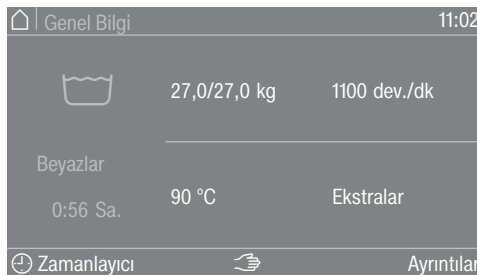 Genel Bilgi 11:02
27,0/27,0 kg 1100 dev./dk
Beyazlar
0:56 Sa.
90 °C Ekstralar
Zamanlayıcı Ayrıntılar